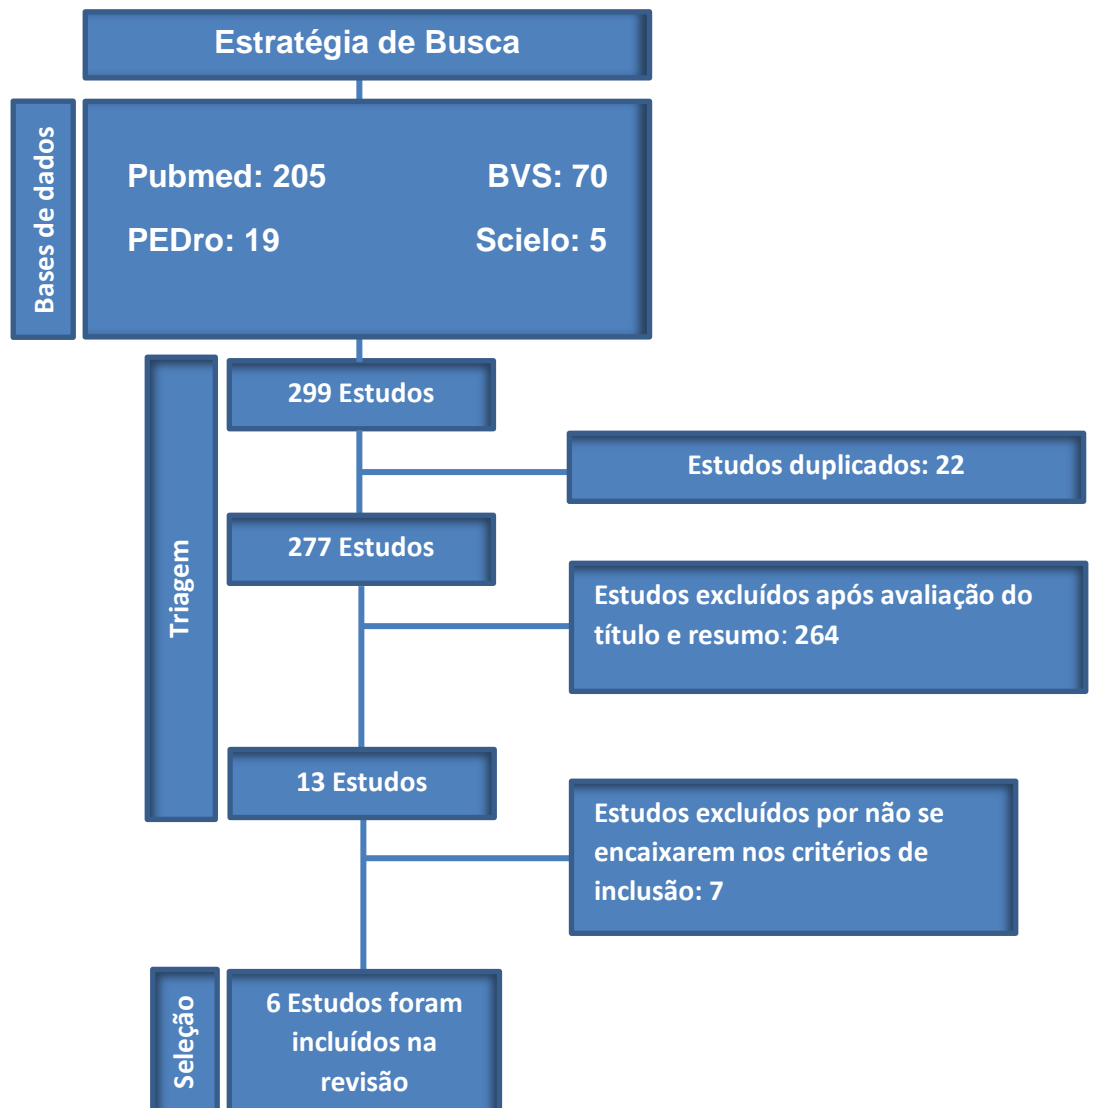 Estratégia de Busca
Bases de dados
Pubmed: 205 BVS: 70
PEDro: 19 Scielo: 5
Triagem
299 Estudos
Estudos duplicados: 22
277 Estudos
Estudos excluídos após avaliação do
título e resumo: 264
13 Estudos
Estudos excluídos por não se
encaixarem nos critérios de
inclusão: 7
Seleção
6 Estudos foram
incluídos na
revisão